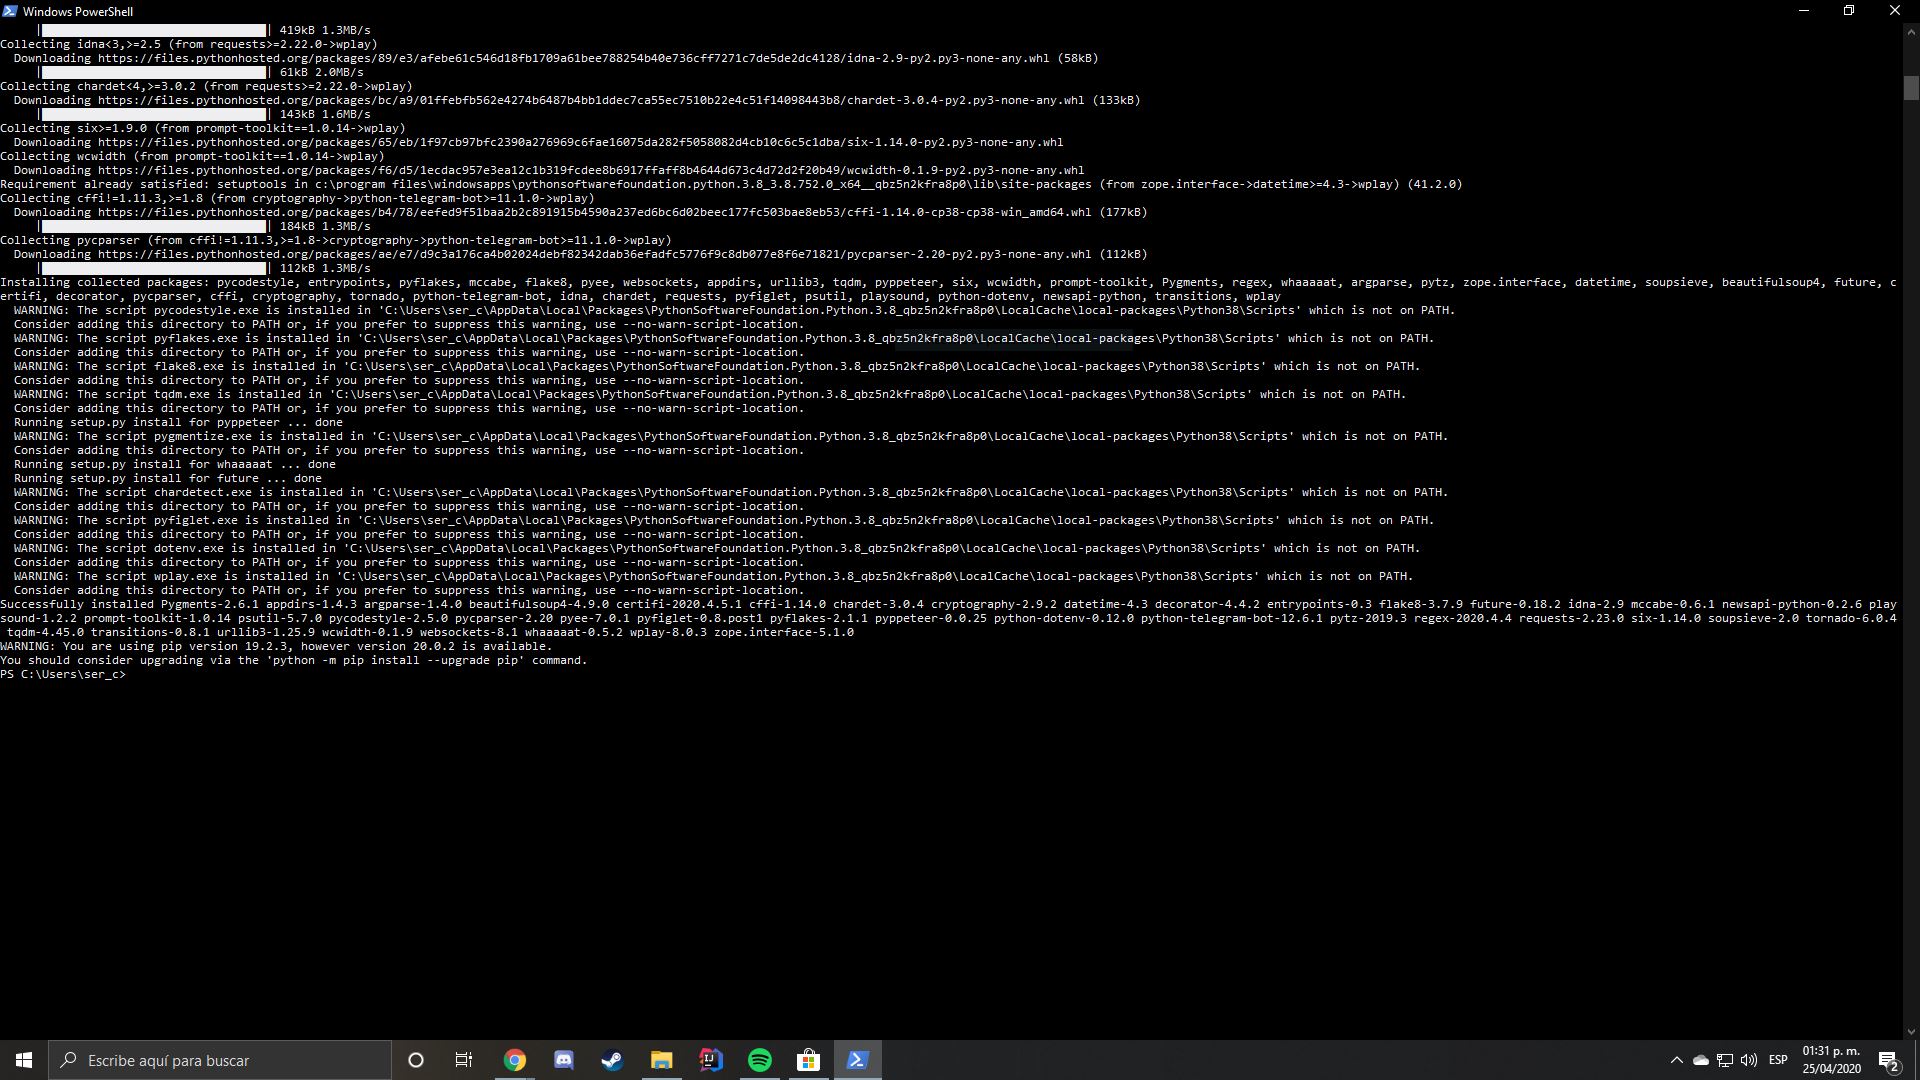 Windows PowerShell
| | 419kB 1.3MB/s
Collecting idna<3,>=2.5 (from requests>=2.22.0->wplay)
Downloading https://files.pythonhosted.org/packages/89/e3/afebe61c546d18fb1709a61bee788254b40e736cff7271c7de5de2dc4128/idna-2.9-py2.py3-none-any.whl (58kB)
| | 61kB 2.0MB/s
Collecting chardet<4,>=3.0.2 (from requests>=2.22.0->wplay)
Downloading https://files.pythonhosted.org/packages/bc/a9/01ffebfb562e4274b6487b4bb1ddec7ca55ec7510b22e4c51f14098443b8/chardet-3.0.4-py2.py3-none-any.whl (133kB)
| | 143kB 1.6MB/s
Collecting six>=1.9.0 (from prompt-toolkit==1.0.14->wplay)
Downloading https://files.pythonhosted.org/packages/65/eb/1f97cb97bfc2390a276969c6fae16075da282f5058082d4cb10c6c5c1dba/six-1.14.0-py2.py3-none-any.whl
Collecting wcwidth (from prompt-toolkit==1.0.14->wplay)
Downloading https://files.pythonhosted.org/packages/f6/d5/1ecdac957e3ea12c1b319fcdee8b6917ffaff8b4644d673c4d72d2f20b49/wcwidth-0.1.9-py2.py3-none-any.whl
Requirement already satisfied: setuptools in c:\program files\windowsapps\pythonsoftwarefoundation.python.3.8_3.8.752.0_x64__qbz5n2kfra8p0\lib\site-packages (from zope.interface->datetime>=4.3->wplay) (41.2.0)
Collecting cffi!=1.11.3,>=1.8 (from cryptography->python-telegram-bot>=11.1.0->wplay)
Downloading https://files.pythonhosted.org/packages/b4/78/eefed9f51baa2b2c891915b4590a237ed6bc6d02beec177fc503bae8eb53/cffi-1.14.0-cp38-cp38-win_amd64.whl (177kB)
| | 184kB 1.3MB/s
Collecting pycparser (from cffi!=1.11.3,>=1.8->cryptography->python-telegram-bot>=11.1.0->wplay)
Downloading https://files.pythonhosted.org/packages/ae/e7/d9c3a176ca4b02024debf82342dab36efadfc5776f9c8db077e8f6e71821/pycparser-2.20-py2.py3-none-any.whl (112kB)
| | 112kB 1.3MB/s
Installing collected packages: pycodestyle, entrypoints, pyflakes, mccabe, flake8, pyee, websockets, appdirs, urllib3, tqdm, pyppeteer, six, wcwidth, prompt-toolkit, Pygments, regex, whaaaaat, argparse, pytz, zope.interface, datetime, soupsieve, beautifulsoup4, future, c
ertifi, decorator, pycparser, cffi, cryptography, tornado, python-telegram-bot, idna, chardet, requests, pyfiglet, psutil, playsound, python-dotenv, newsapi-python, transitions, wplay
WARNING: The script pycodestyle.exe is installed in 'C:\Users\ser_c\AppData\Local\Packages\PythonSoftwareFoundation.Python.3.8_qbz5n2kfra8p0\LocalCache\local-packages\Python38\Scripts' which is not on PATH.
Consider adding this directory to PATH or, if you prefer to suppress this warning, use --no-warn-script-location.
WARNING: The script pyflakes.exe is installed in 'C:\Users\ser_c\AppData\Local\Packages\PythonSoftwareFoundation.Python.3.8_qbz5n2kfra8p0\LocalCache\local-packages\Python38\Scripts' which is not on PATH.
Consider adding this directory to PATH or, if you prefer to suppress this warning, use --no-warn-script-location.
WARNING: The script flake8.exe is installed in 'C:\Users\ser_c\AppData\Local\Packages\PythonSoftwareFoundation.Python.3.8_qbz5n2kfra8p0\LocalCache\local-packages\Python38\Scripts' which is not on PATH.
Consider adding this directory to PATH or, if you prefer to suppress this warning, use --no-warn-script-location.
WARNING: The script tqdm.exe is installed in 'C:\Users\ser_c\AppData\Local\Packages\PythonSoftwareFoundation.Python.3.8_qbz5n2kfra8p0\LocalCache\local-packages\Python38\Scripts' which is not on PATH.
Consider adding this directory to PATH or, if you prefer to suppress this warning, use --no-warn-script-location.
Running setup.py install for pyppeteer ... done
WARNING: The script pygmentize.exe is installed in 'C:\Users\ser_c\AppData\Local\Packages\PythonSoftwareFoundation.Python.3.8_qbz5n2kfra8p0\LocalCache\local-packages\Python38\Scripts' which is not on PATH.
Consider adding this directory to PATH or, if you prefer to suppress this warning, use --no-warn-script-location.
Running setup.py install for whaaaaat ... done
Running setup.py install for future ... done
WARNING: The script chardetect.exe is installed in 'C:\Users\ser_c\AppData\Local\Packages\PythonSoftwareFoundation.Python.3.8_qbz5n2kfra8p0\LocalCache\local-packages\Python38\Scripts' which is not on PATH.
Consider adding this directory to PATH or, if you prefer to suppress this warning, use --no-warn-script-location.
WARNING: The script pyfiglet.exe is installed in 'C:\Users\ser_c\AppData\Local\Packages\PythonSoftwareFoundation.Python.3.8_qbz5n2kfra8p0\LocalCache\local-packages\Python38\Scripts' which is not on PATH.
Consider adding this directory to PATH or, if you prefer to suppress this warning, use --no-warn-script-location.
WARNING: The script dotenv.exe is installed in 'C:\Users\ser_c\AppData\Local\Packages\PythonSoftwareFoundation.Python.3.8_qbz5n2kfra8p0\LocalCache\local-packages\Python38\Scripts' which is not on PATH.
Consider adding this directory to PATH or, if you prefer to suppress this warning, use --no-warn-script-location.
WARNING: The script wplay.exe is installed in 'C:\Users\ser_c\AppData\Local\Packages\PythonSoftwareFoundation.Python.3.8_qbz5n2kfra8p0\LocalCache\local-packages\Python38\Scripts' which is not on PATH.
Consider adding this directory to PATH or, if you prefer to suppress this warning, use --no-warn-script-location.
Successfully installed Pygments-2.6.1 appdirs-1.4.3 argparse-1.4.0 beautifulsoup4-4.9.0 certifi-2020.4.5.1 cffi-1.14.0 chardet-3.0.4 cryptography-2.9.2 datetime-4.3 decorator-4.4.2 entrypoints-0.3 flake8-3.7.9 future-0.18.2 idna-2.9 mccabe-0.6.1 newsapi-python-0.2.6 play
sound-1.2.2 prompt-toolkit-1.0.14 psutil-5.7.0 pycodestyle-2.5.0 pycparser-2.20 pyee-7.0.1 pyfiglet-0.8.post1 pyflakes-2.1.1 pyppeteer-0.0.25 python-dotenv-0.12.0 python-telegram-bot-12.6.1 pytz-2019.3 regex-2020.4.4 requests-2.23.0 six-1.14.0 soupsieve-2.0 tornado-6.0.4
tqdm-4.45.0 transitions-0.8.1 urllib3-1.25.9 wcwidth-0.1.9 websockets-8.1 whaaaaat-0.5.2 wplay-8.0.3 zope.interface-5.1.0
WARNING: You are using pip version 19.2.3, however version 20.0.2 is available.
You should consider upgrading via the 'python -m pip install --upgrade pip' command.
PS C:\Users\ser_c>
Escribe aquí para buscar
ESP
01:31 p. m.
25/04/2020
2